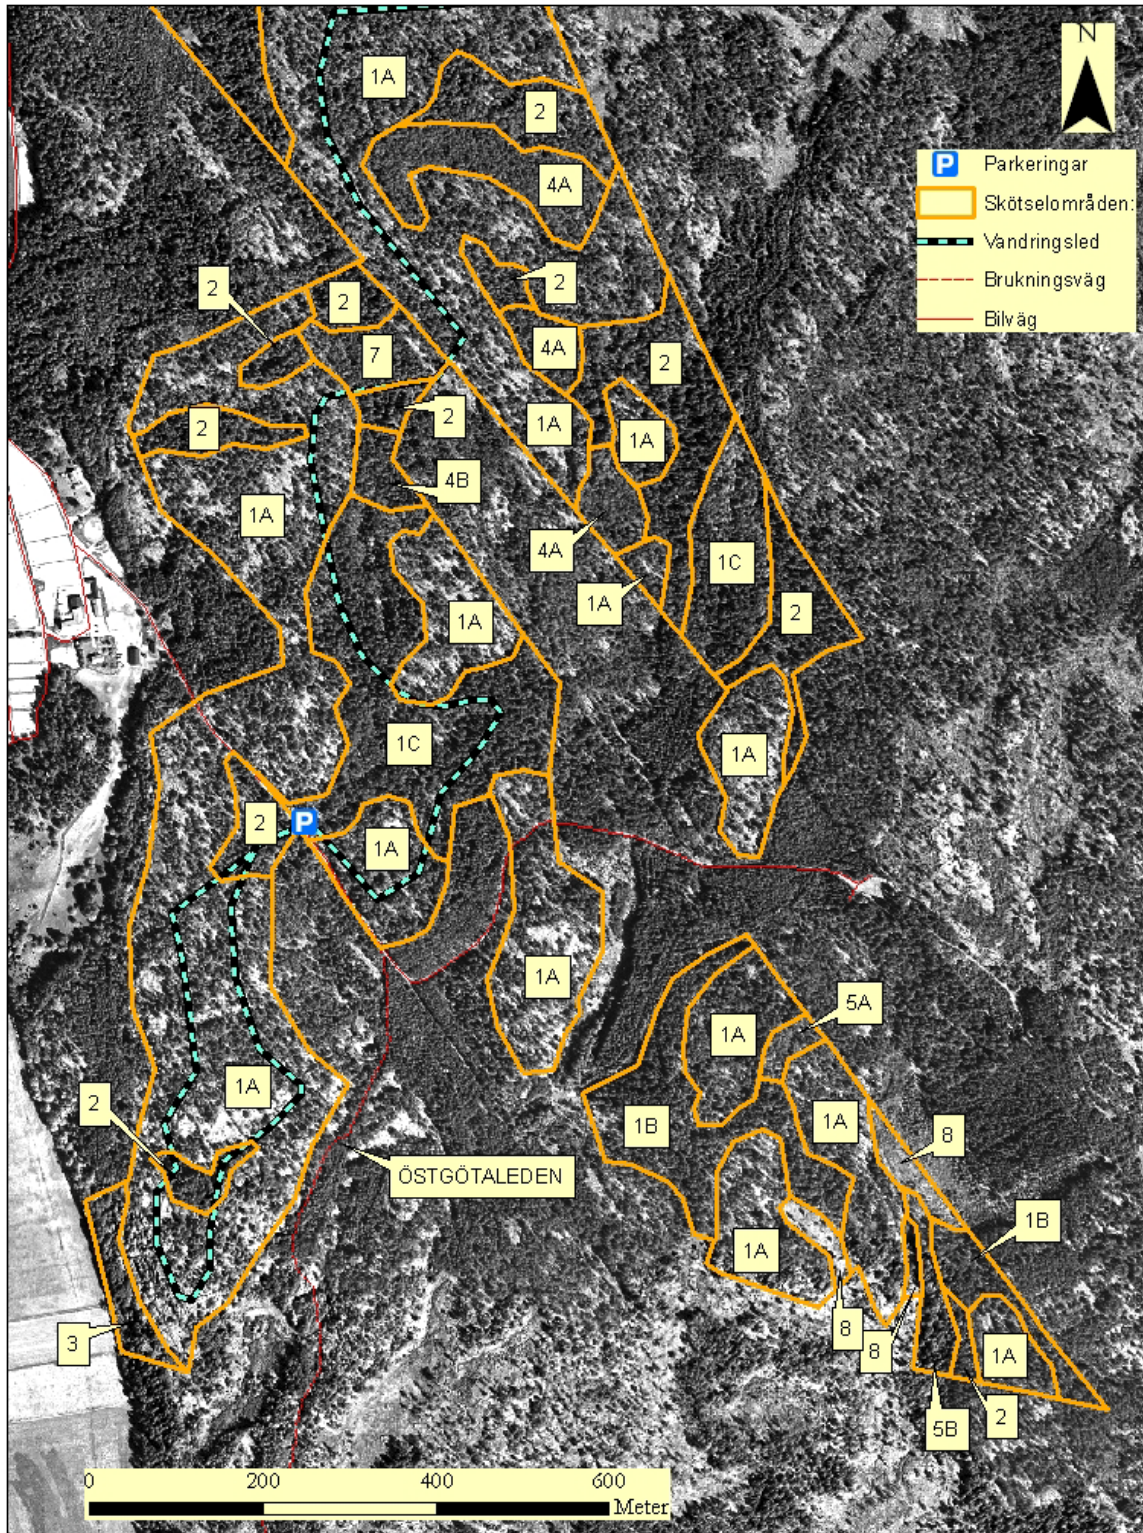 N
Parkeringar
Skötselområden:
Vandringsled
Brukningsväg
Bilväg
P
1A
2
4A
2
2
2
7
4A
2
2
2
1A
1A
4B
1A
4A
1C
1A
2
1A
1C
1A
2
P
1A
1A
5A
1A
2
1A
1B
1A
8
ÖSTGÖTALEDEN
1B
1A
3
8
8
1A
2
5B
0 200 400 600
Meter